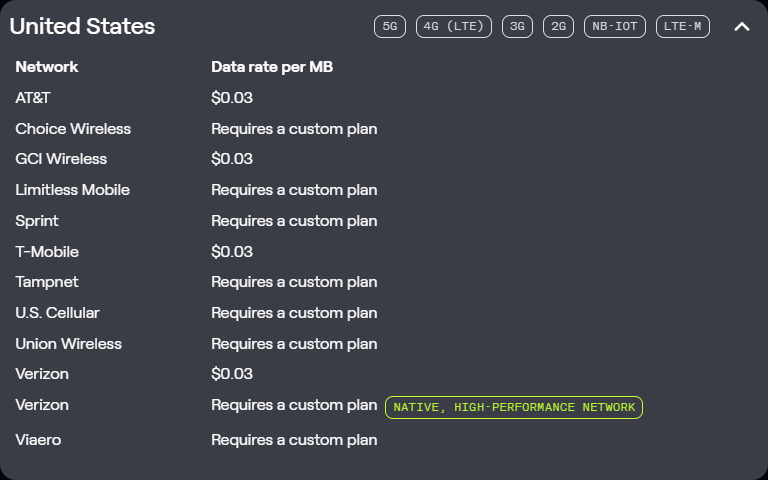 United States 5G 4G (LTE) 3G 2G NB-IOT LTE-M
Network Data rate per MB
AT&T $0.03
Choice Wireless Requires a custom plan
GCI Wireless $0.03
Limitless Mobile Requires a custom plan
Sprint Requires a custom plan
T-Mobile $0.03
Tampnet Requires a custom plan
U.S. Cellular Requires a custom plan
Union Wireless Requires a custom plan
Verizon $0.03
Verizon Requires a custom plan NATIVE, HIGH-PERFORMANCE NETWORK
Viaero Requires a custom plan